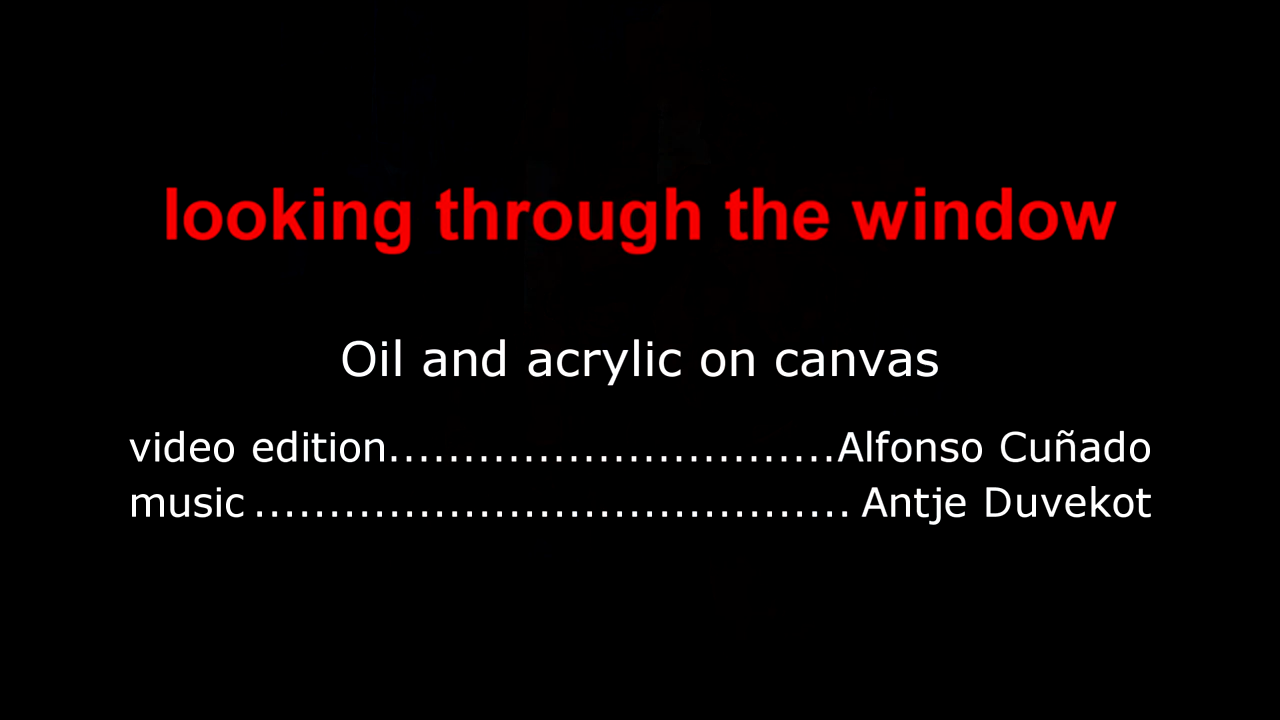 looking through the window
Oil and acrylic on canvas
video edition..............................Alfonso Cuñado
music ........................................ Antje Duvekot